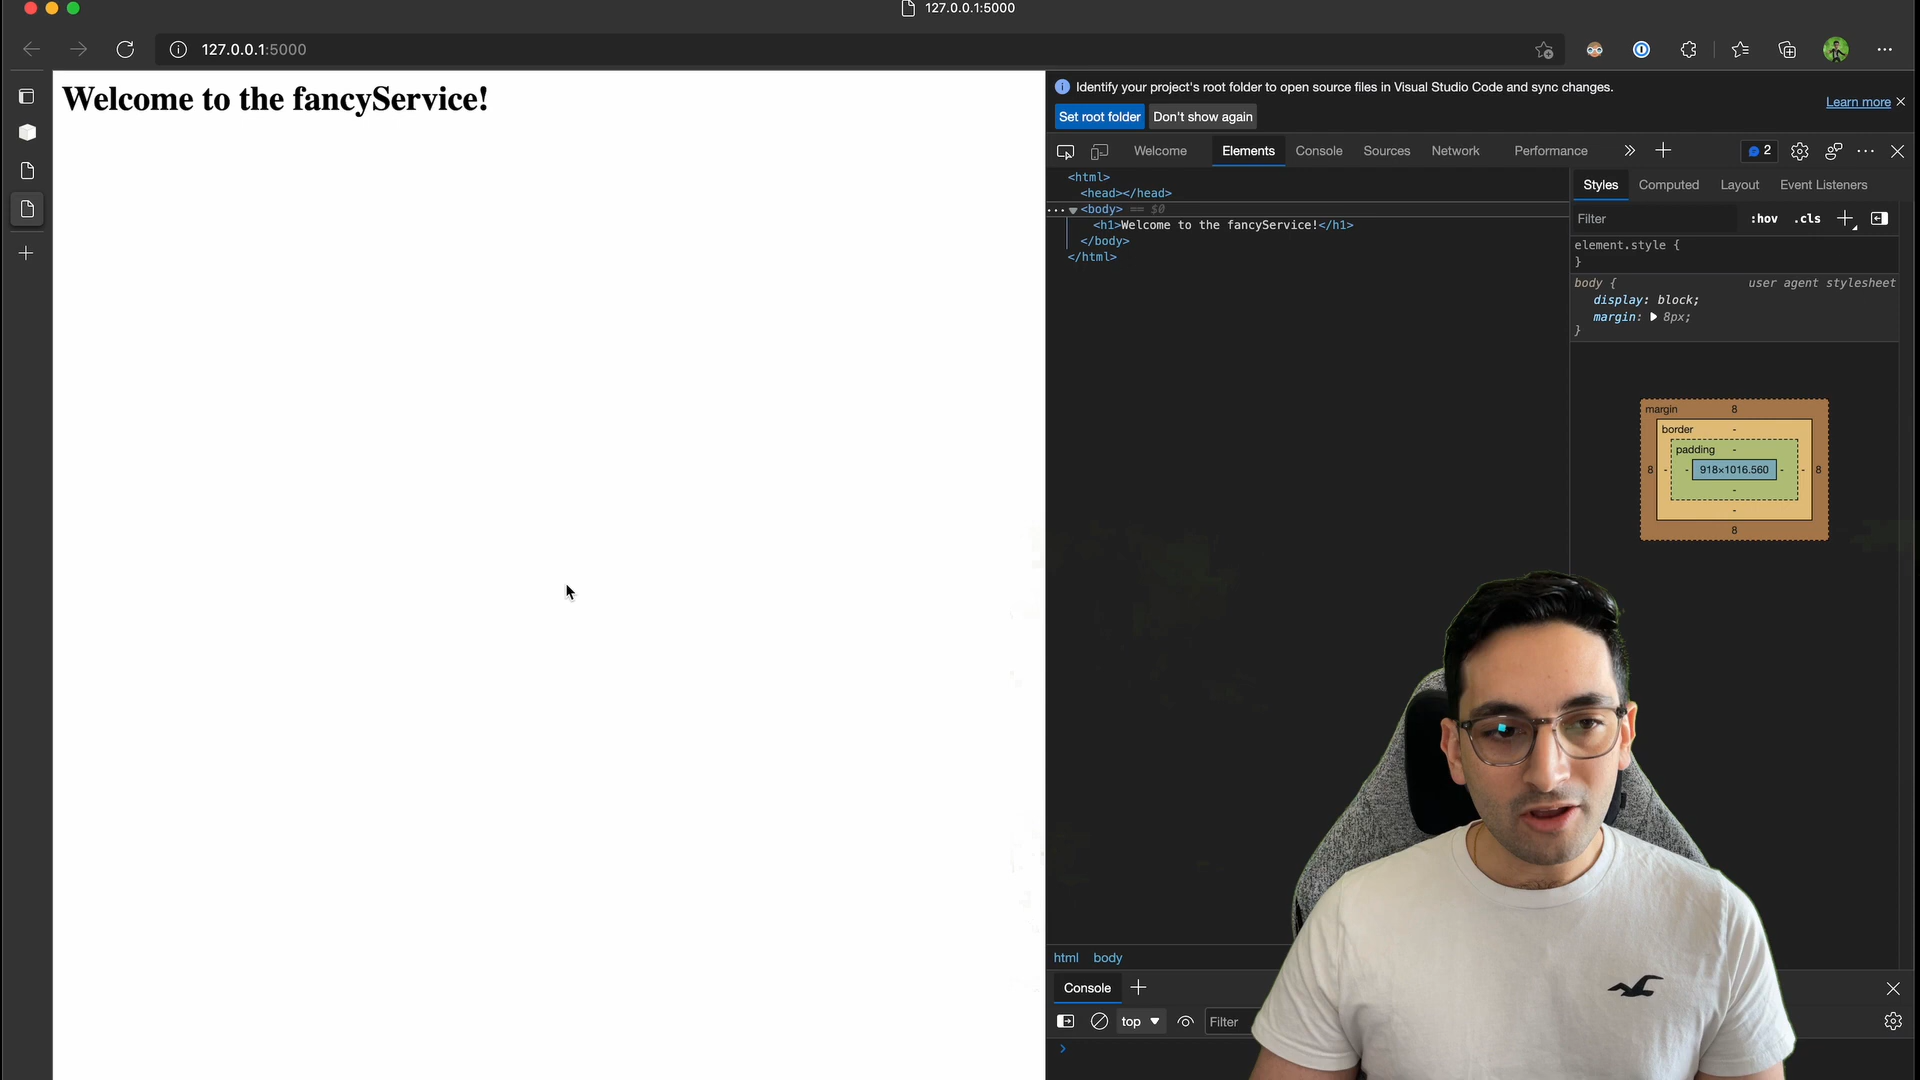 127.0.0.1:5000
127.0.0.1:5000
Welcome to the fancyService!
Identify your project's root folder to open source files in Visual Studio Code and sync changes.
Learn more
Set root folder
Don't show again
Welcome
Elements
Console
Sources
Network
Performance
2
<html>
<head></head>
<body> == $0
<h1>Welcome to the fancyService!</h1>
</body>
</html>
Styles
Computed
Layout
Event Listeners
Filter
:hov
.cls
element.style {
}
body {
user agent stylesheet
display: block;
margin: 8px;
}
margin
8
border
-
padding
-
8
-
-
918×1016.560
-
-
8
-
-
8
html
body
Console
top
Filter